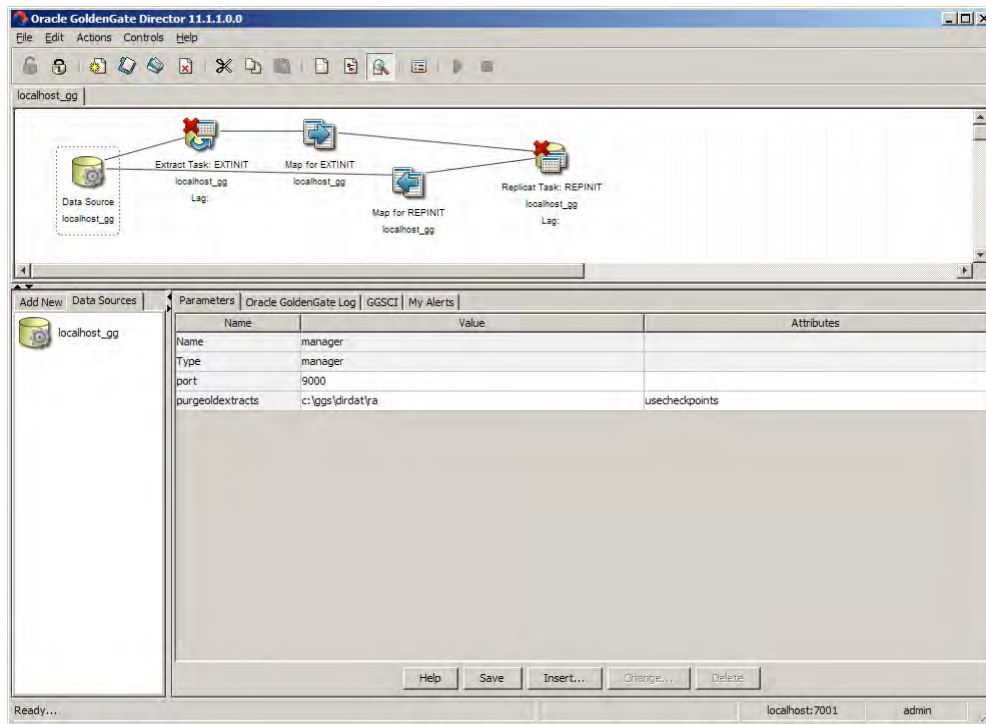 Oracle GoldenGate Director 11.1.1.0.0
File Edit Actions Controls Help
localhost_gg
Extract Task: EXTINIT
localhost_gg
Lag:
Map for EXTINIT
localhost_gg
Data Source
localhost_gg
Map for REPINIT
localhost_gg
Replicat Task: REPINIT
localhost_gg
Lag:
Add New Data Sources
localhost_gg
Parameters Oracle GoldenGate Log GGSCI My Alerts
Name Value Attributes
Name manager
Type manager
port 9000
purgeoldextracts c:\ggs\dirdat\ra usecheckpoints
Help Save Insert... Change... Delete
Ready... localhost:7001 admin